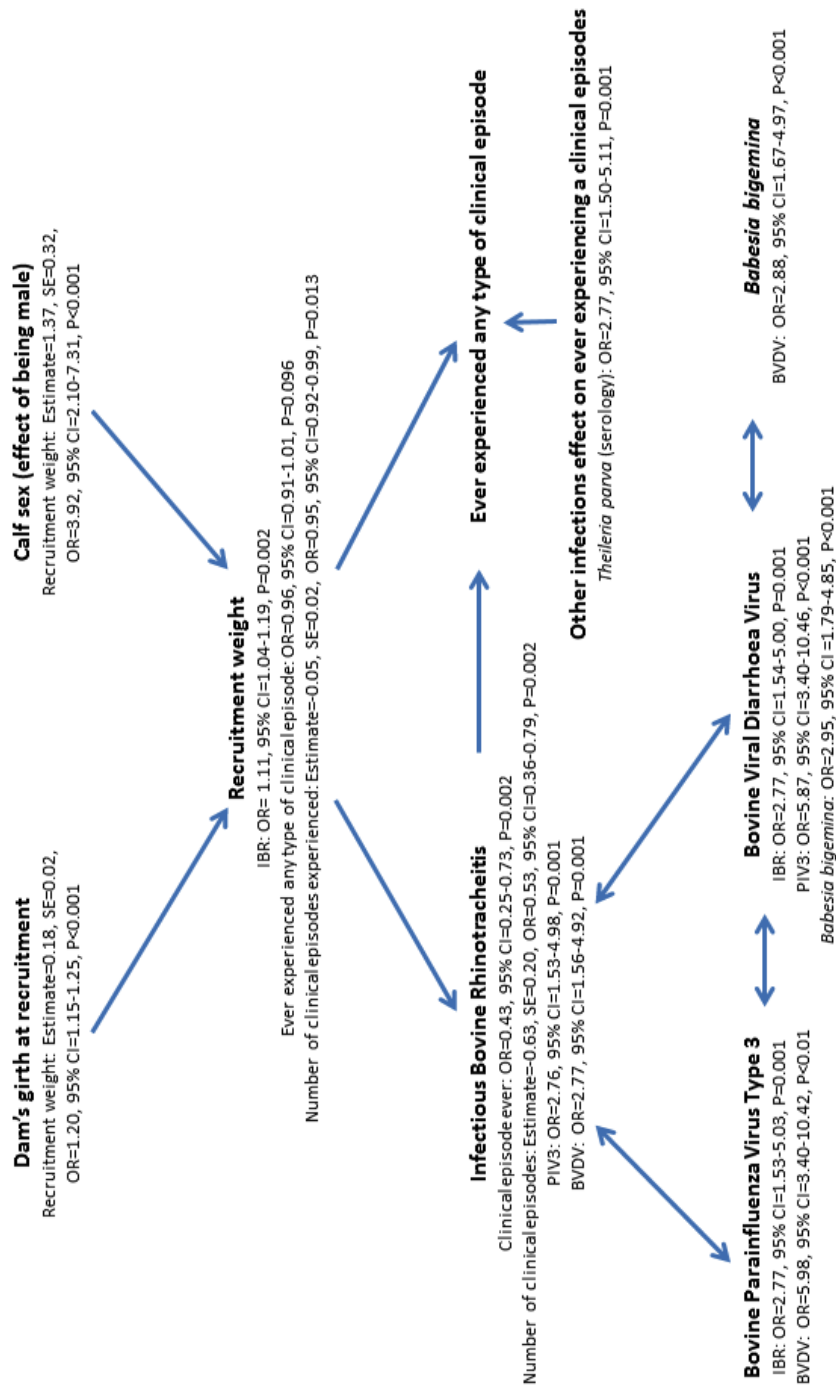 Dam's girth at recruitment
Recruitment weight: Estimate=0.18, SE=0.02,
OR=1.20, 95% CI=1.15-1.25, P<0.001
Calf sex (effect of being male)
Recruitment weight: Estimate=1.37, SE=0.32,
OR=3.92, 95% CI=2.10-7.31, P<0.001
Recruitment weight
IBR: OR= 1.11, 95% CI=1.04-1.19, P=0.002
Ever experienced any type of clinical episode: OR=0.96, 95% CI=0.91-1.01, P=0.096
Number of clinical episodes experienced: Estimate=-0.05, SE=0.02, OR=0.95, 95% CI=0.92-0.99, P=0.013
Infectious Bovine Rhinotracheitis
Clinical episode ever: OR=0.43, 95% CI=0.25-0.73, P=0.002
Number of clinical episodes: Estimate=-0.63, SE=0.20, OR=0.53, 95% CI=0.36-0.79, P=0.002
PIV3: OR=2.76, 95% CI=1.53-4.98, P=0.001
BVDV: OR=2.77, 95% CI=1.56-4.92, P=0.001
Ever experienced any type of clinical episode
Other infections effect on ever experiencing a clinical episodes
Theileria parva (serology): OR=2.77, 95% CI=1.50-5.11, P=0.001
Bovine Parainfluenza Virus Type 3
IBR: OR=2.77, 95% CI=1.53-5.03, P=0.001
BVDV: OR=5.98, 95% CI=3.40-10.42, P<0.01
Bovine Viral Diarrhoea Virus
IBR: OR=2.77, 95% CI=1.54-5.00, P=0.001
PIV3: OR=5.87, 95% CI=3.40-10.46, P<0.001
Babesia bigemina: OR=2.95, 95% CI =1.79-4.85, P<0.001
Babesia bigemina
BVDV: OR=2.88, 95% CI=1.67-4.97, P<0.001